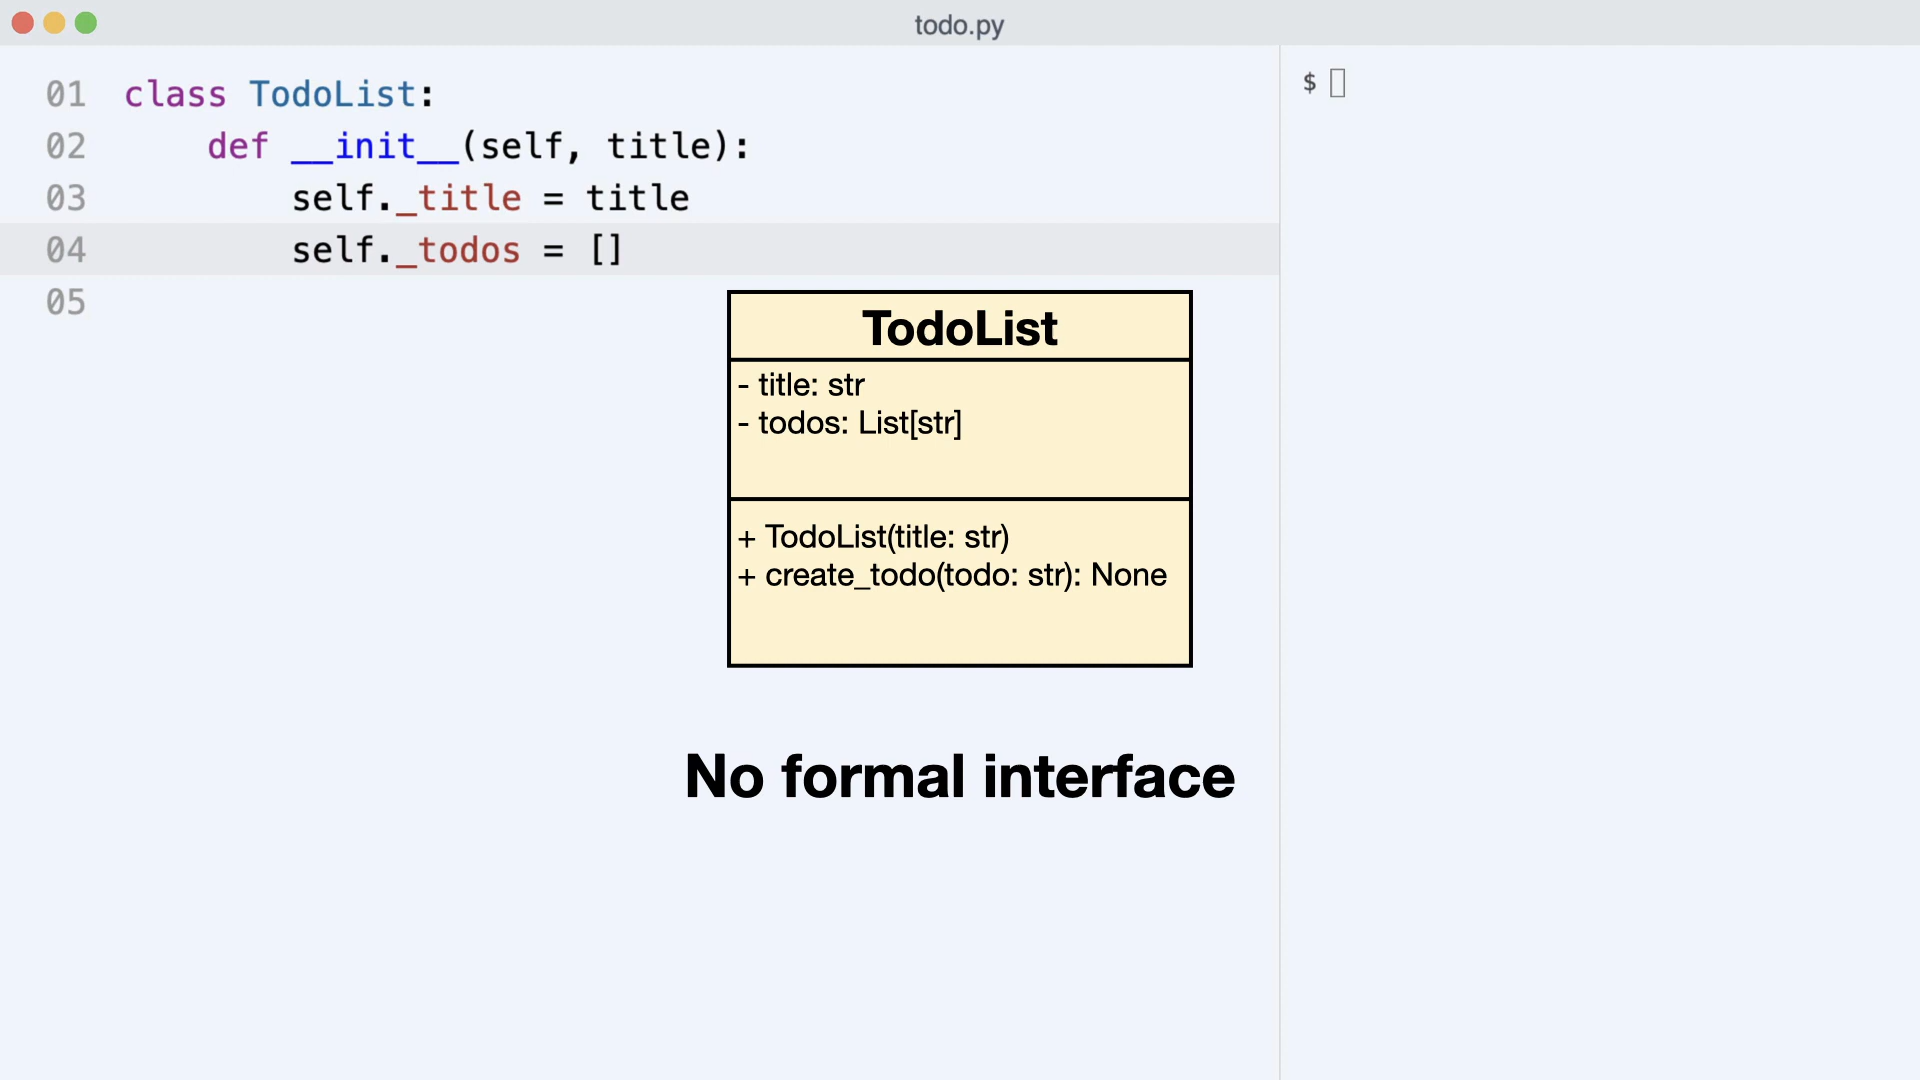 todo.py
01 class TodoList:
02 def __init__(self, title):
03 self._title = title
04 self._todos = []
05
$
TodoList
- title: str
- todos: List[str]
+ TodoList(title: str)
+ create_todo(todo: str): None
No formal interface